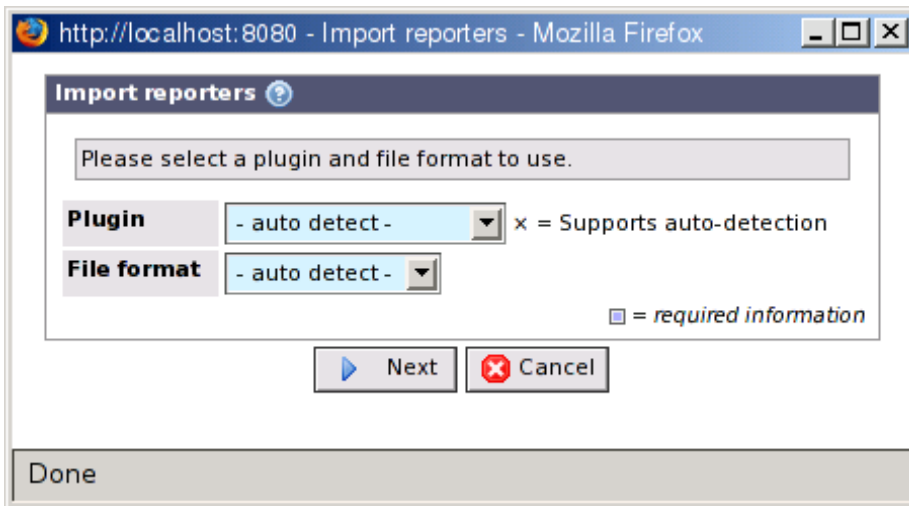 http://localhost:8080 - Import reporters - Mozilla Firefox
Import reporters
Please select a plugin and file format to use.
Plugin - auto detect - × = Supports auto-detection
File format - auto detect -
= required information
Next Cancel
Done